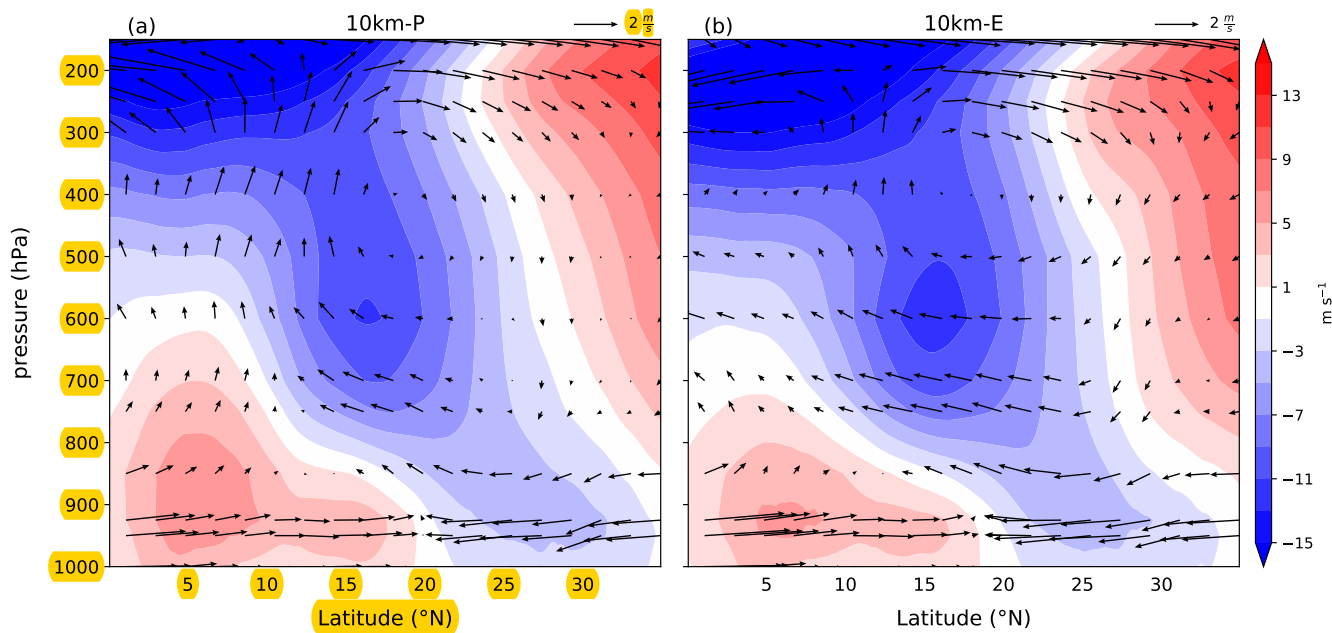 (a) 10km-P 2 m/s
(b) 10km-E 2 m/s
pressure (hPa)
200
300
400
500
600
700
800
900
1000
5 10 15 20 25 30
Latitude (°N)
5 10 15 20 25 30
Latitude (°N)
13
9
5
1
−3
−7
−11
−15
m s⁻¹